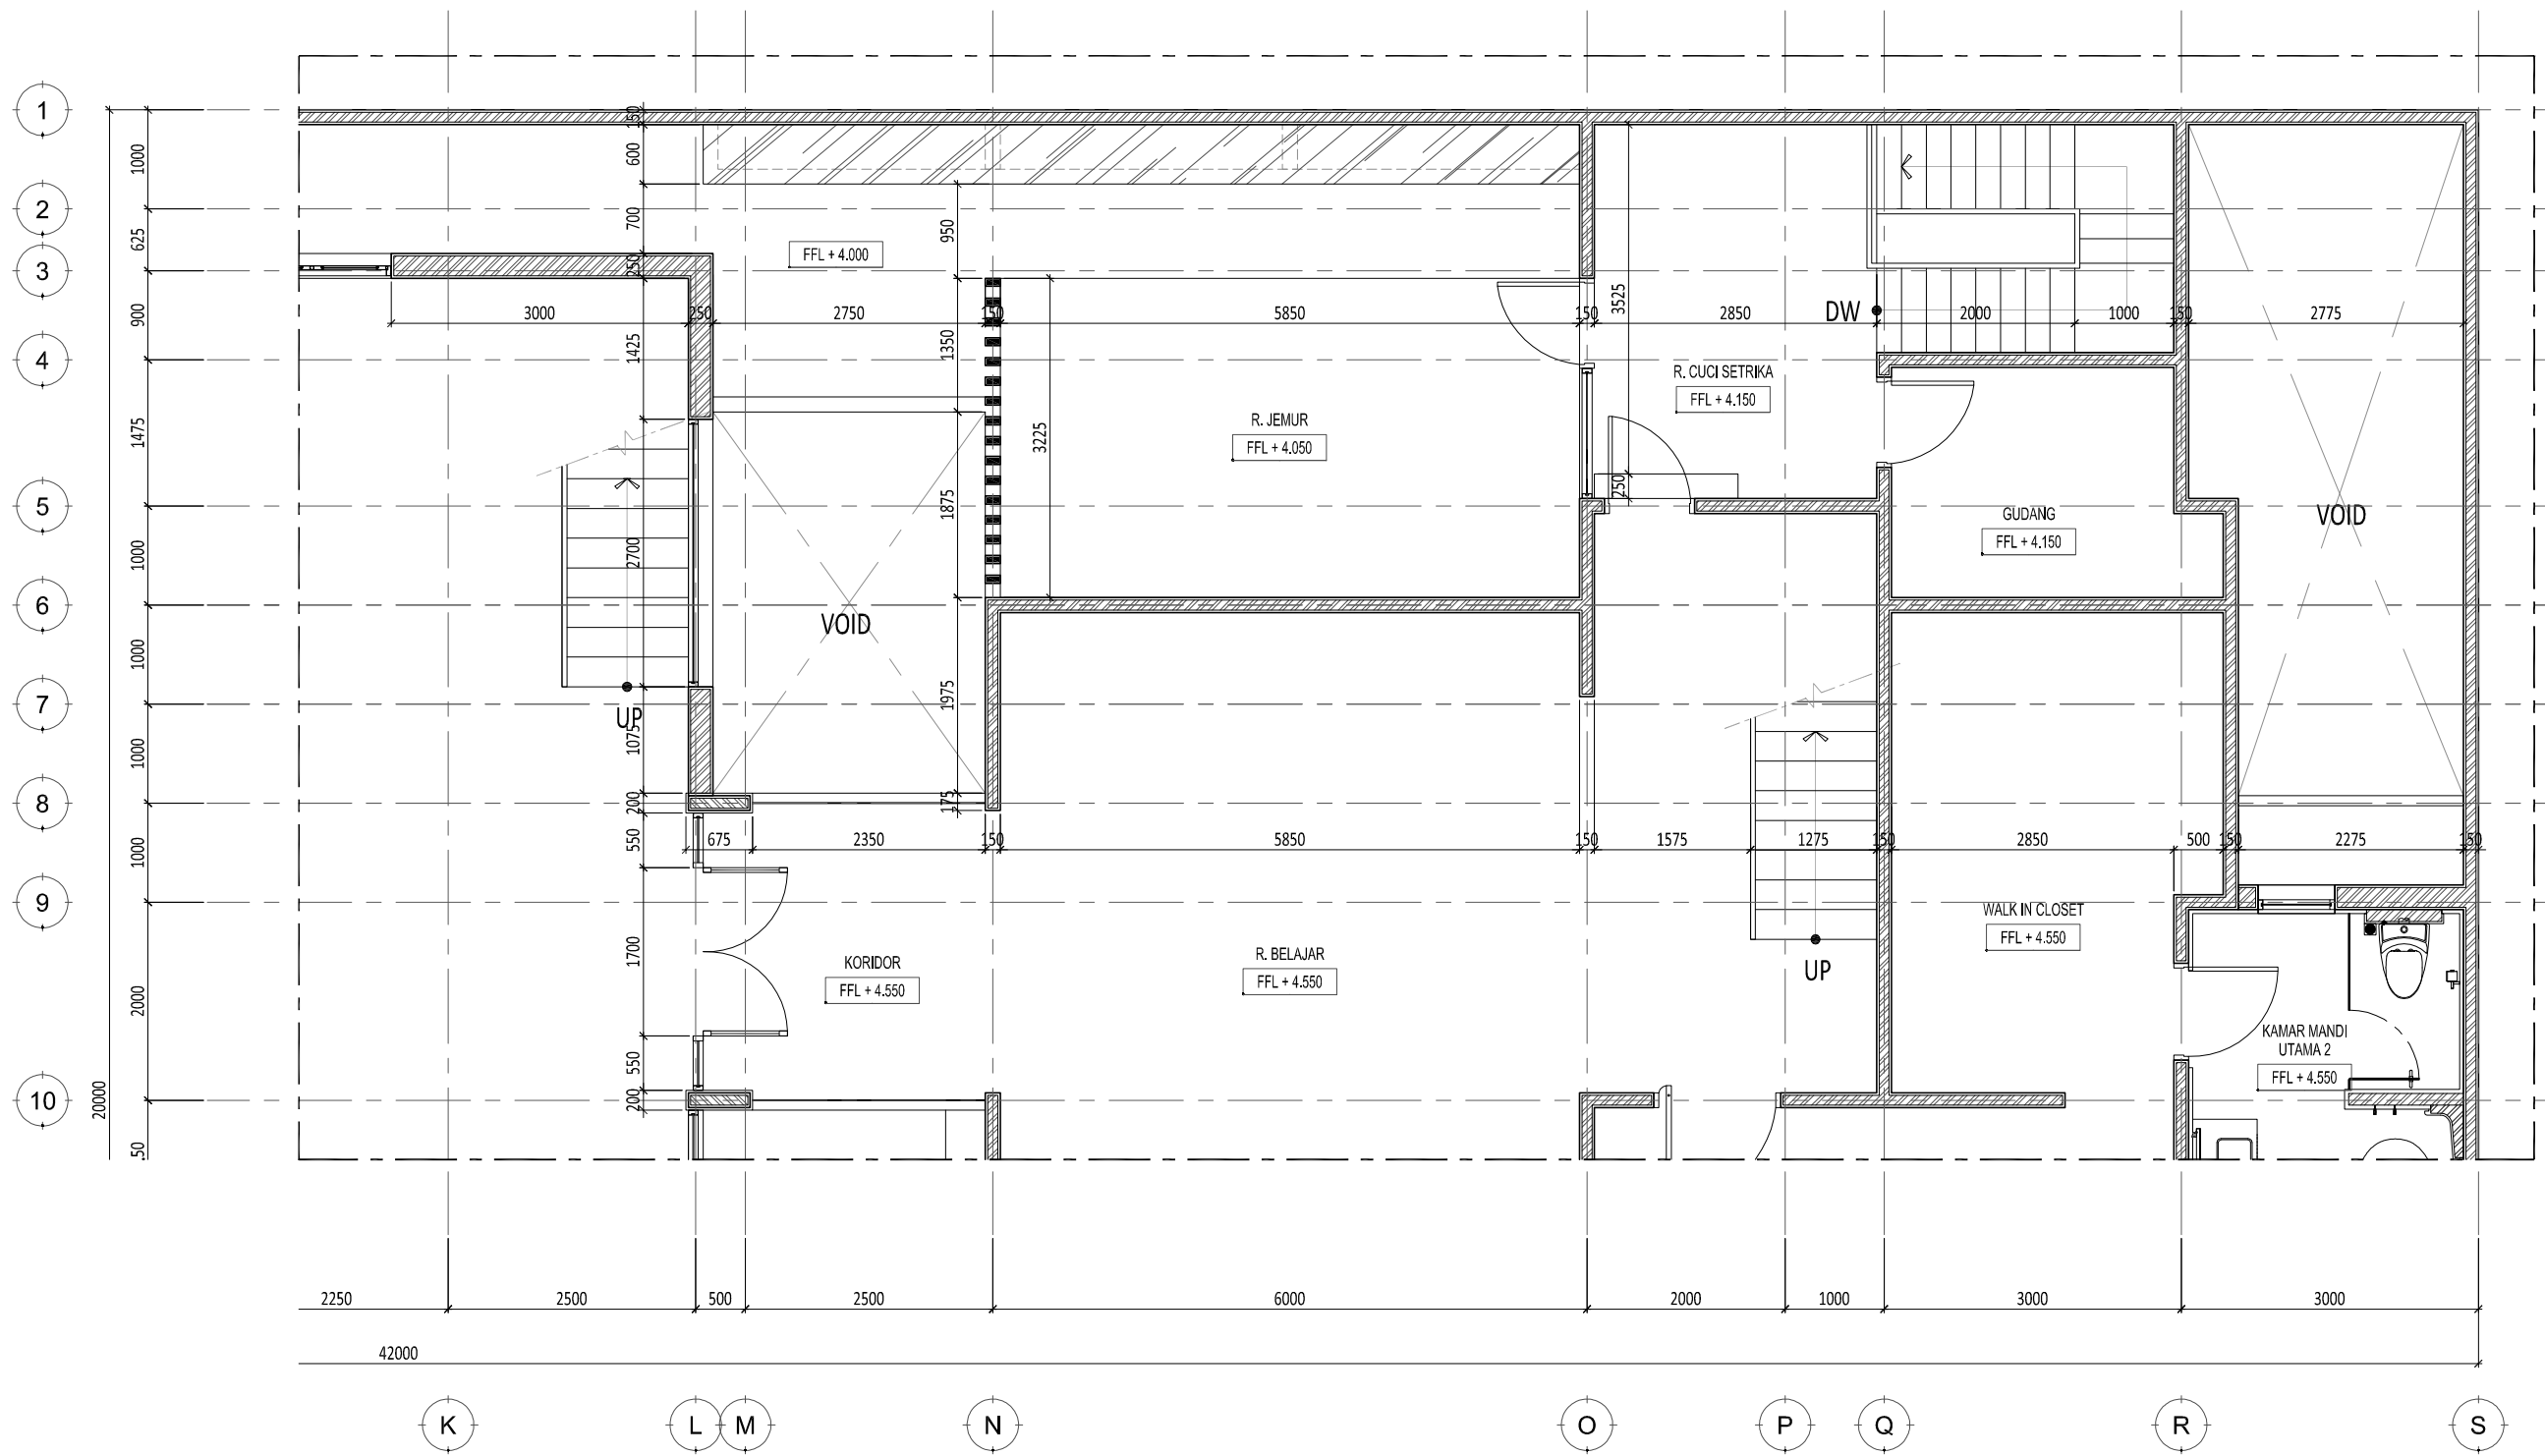 1
150
1000
600
2
700
950
625
FFL + 4.000
3
250
3525
900
3000
250
2750
150
5850
150
2850
DW
2000
1000
150
2775
1425
1350
4
R. CUCI SETRIKA
FFL + 4.150
1475
R. JEMUR
FFL + 4.050
3225
250
5
1875
GUDANG
FFL + 4.150
VOID
1000
2700
6
VOID
1000
1975
7
UP
1075
1000
8
200
175
550
675
2350
150
5850
150
1575
1275
150
2850
500
150
2275
150
1000
9
WALK IN CLOSET
FFL + 4.550
1700
KORIDOR
FFL + 4.550
R. BELAJAR
FFL + 4.550
UP
2000
KAMAR MANDI
UTAMA 2
FFL + 4.550
550
10
20000
200
50
2250
2500
500
2500
6000
2000
1000
3000
3000
42000
K
L
M
N
O
P
Q
R
S